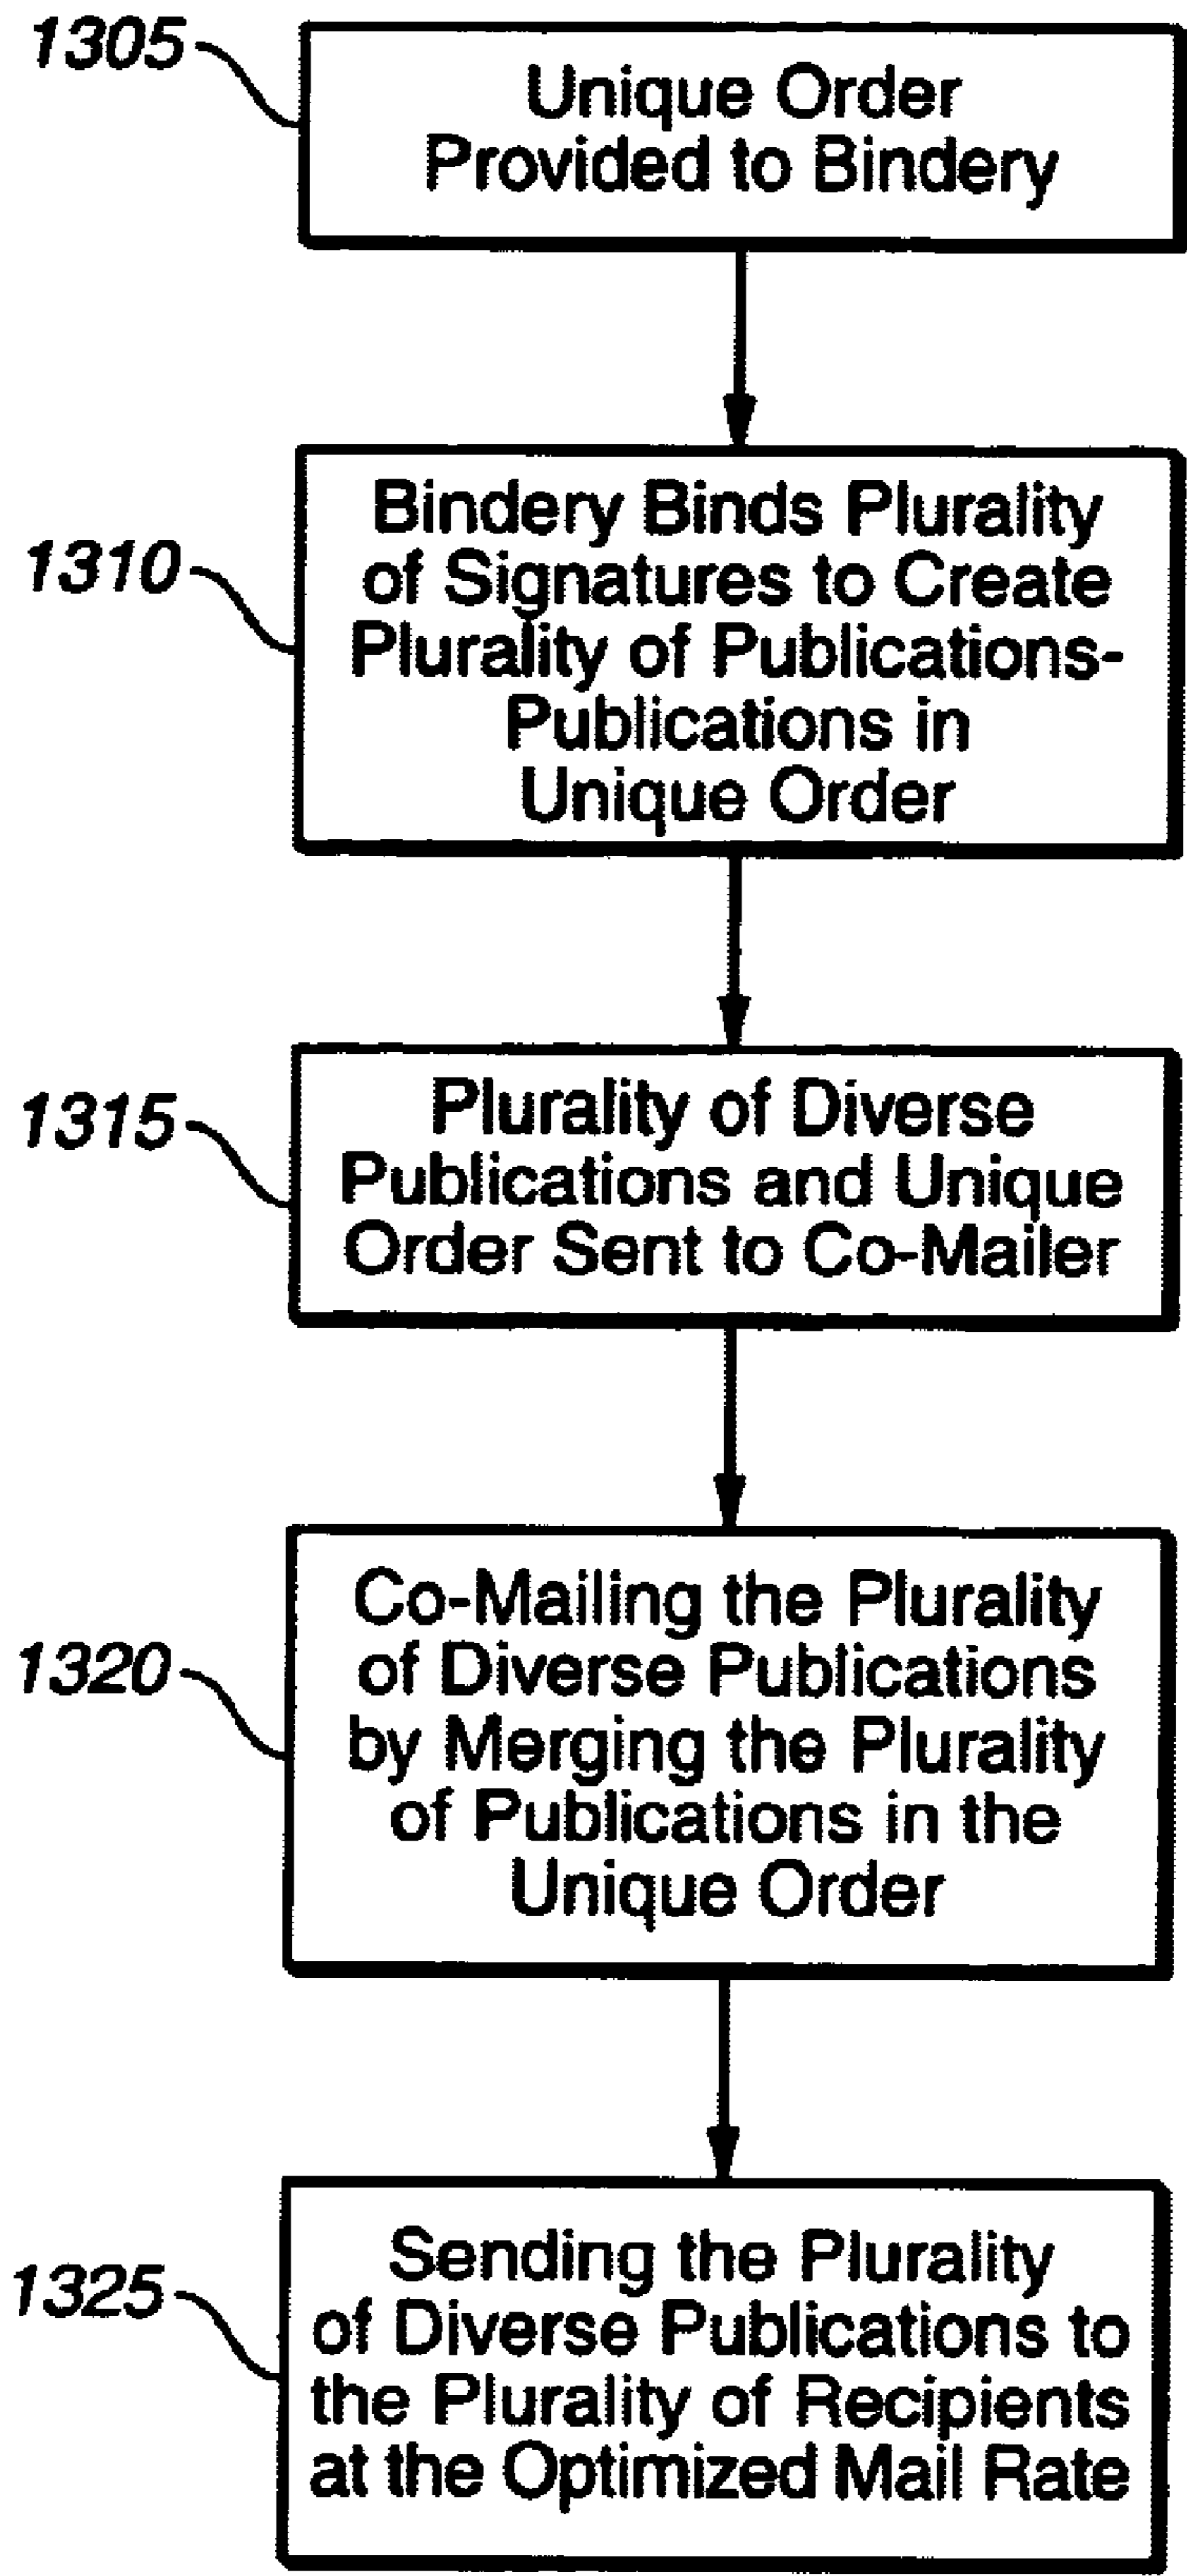 1305
Unique Order
Provided to Bindery
1310
Bindery Binds Plurality
of Signatures to Create
Plurality of Publications-
Publications in
Unique Order
1315
Plurality of Diverse
Publications and Unique
Order Sent to Co-Mailer
1320
Co-Mailing the Plurality
of Diverse Publications
by Merging the Plurality
of Publications in the
Unique Order
1325
Sending the Plurality
of Diverse Publications to
the Plurality of Recipients
at the Optimized Mail Rate